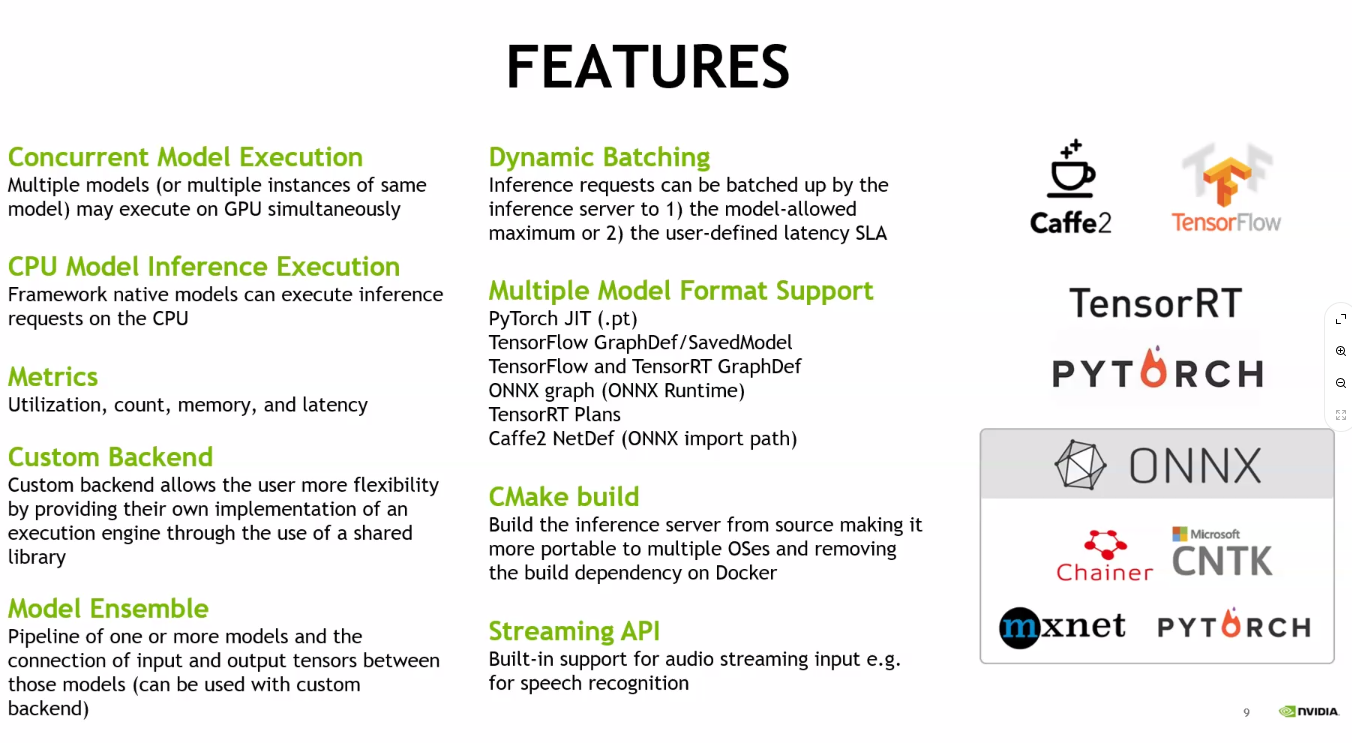 FEATURES
Concurrent Model Execution
Multiple models (or multiple instances of same
model) may execute on GPU simultaneously
CPU Model Inference Execution
Framework native models can execute inference
requests on the CPU
Metrics
Utilization, count, memory, and latency
Custom Backend
Custom backend allows the user more flexibility
by providing their own implementation of an
execution engine through the use of a shared
library
Model Ensemble
Pipeline of one or more models and the
connection of input and output tensors between
those models (can be used with custom
backend)
Dynamic Batching
Inference requests can be batched up by the
inference server to 1) the model-allowed
maximum or 2) the user-defined latency SLA
Multiple Model Format Support
PyTorch JIT (.pt)
TensorFlow GraphDef/SavedModel
TensorFlow and TensorRT GraphDef
ONNX graph (ONNX Runtime)
TensorRT Plans
Caffe2 NetDef (ONNX import path)
CMake build
Build the inference server from source making it
more portable to multiple OSes and removing
the build dependency on Docker
Streaming API
Built-in support for audio streaming input e.g.
for speech recognition
Caffe2
TensorFlow
TensorRT
PYTORCH
ONNX
Chainer
Microsoft
CNTK
mxnet
PYTORCH
9
NVIDIA.